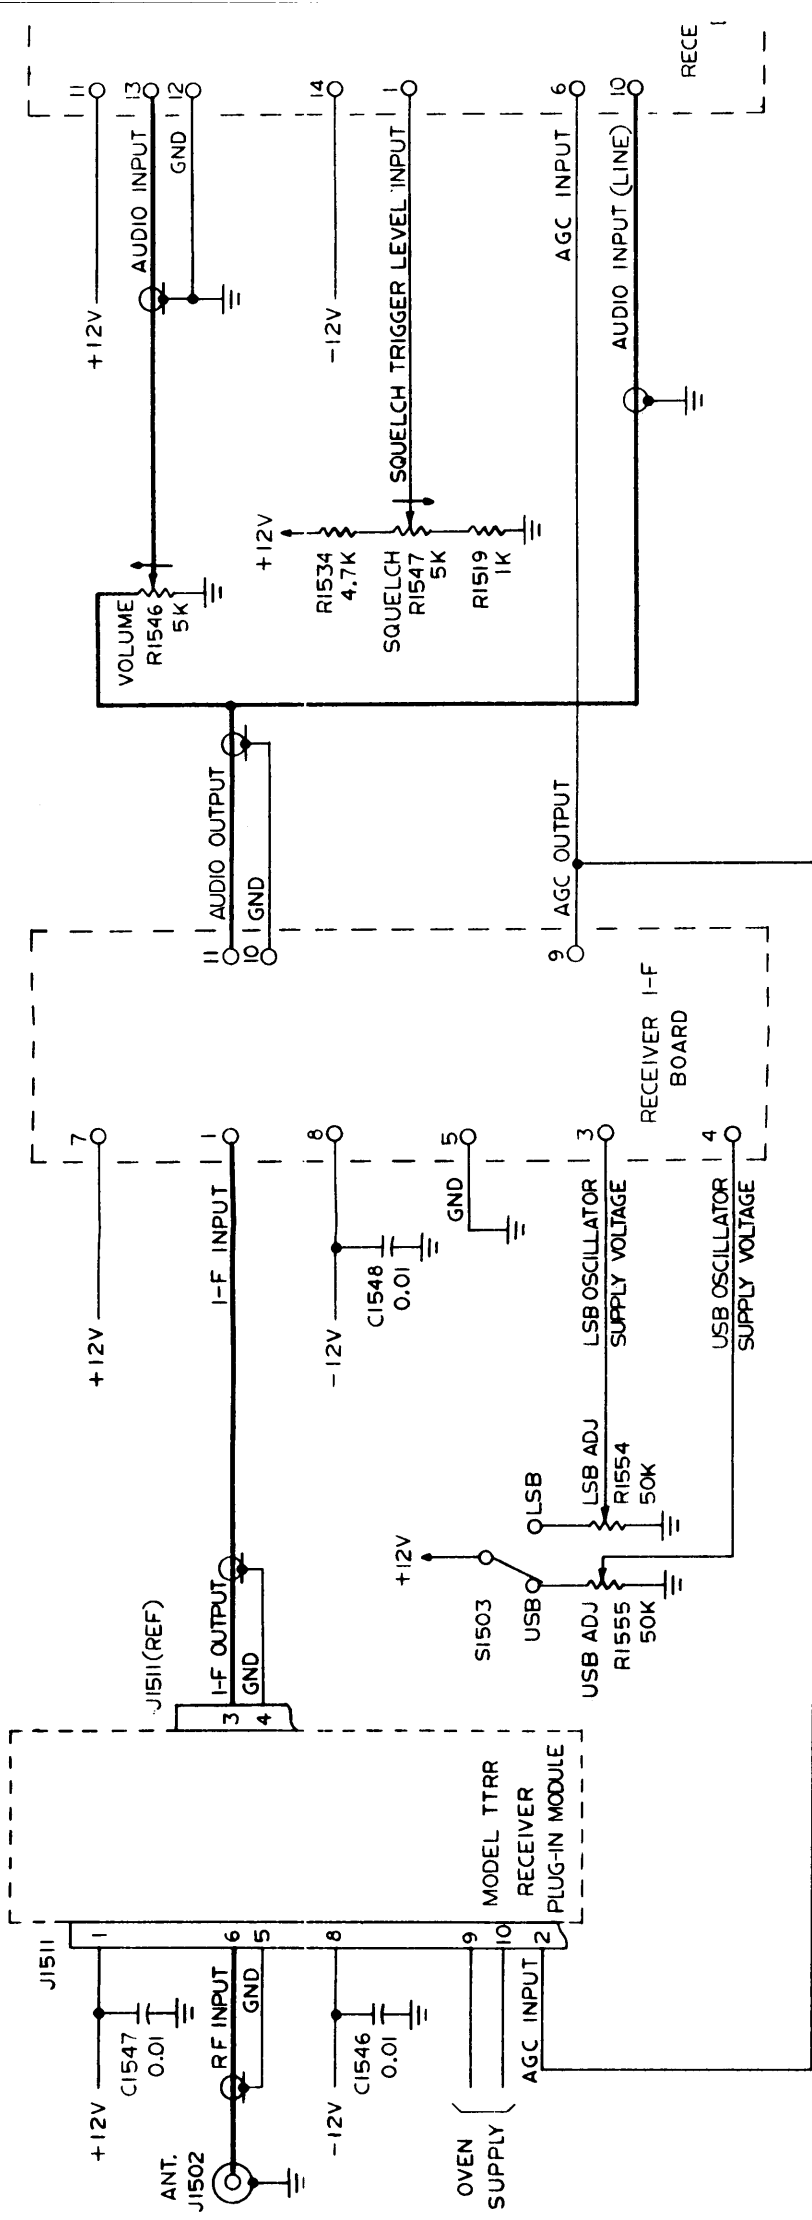 J1511
1
6
5
8
9
10
2
+12V
C1547
0.01
RF INPUT
GND
ANT.
J1502
-12V
C1546
0.01
OVEN
SUPPLY
AGC INPUT
MODEL TTRR
RECEIVER
PLUG-IN MODULE
J1511(REF)
3
4
I-F OUTPUT
GND
+12V
I-F INPUT
-12V
C1548
0.01
GND
+12V
S1503
USB
LSB
USB ADJ
R1555
50K
LSB ADJ
R1554
50K
LSB OSCILLATOR
SUPPLY VOLTAGE
USB OSCILLATOR
SUPPLY VOLTAGE
7
1
8
5
3
4
RECEIVER I-F
BOARD
11
10
9
AUDIO OUTPUT
GND
AGC OUTPUT
VOLUME
R1546
5K
+12V
R1534
4.7K
SQUELCH
R1547
5K
R1519
1K
+12V
AUDIO INPUT
GND
-12V
SQUELCH TRIGGER LEVEL INPUT
AGC INPUT
AUDIO INPUT (LINE)
11
13
12
14
1
6
10
RECE